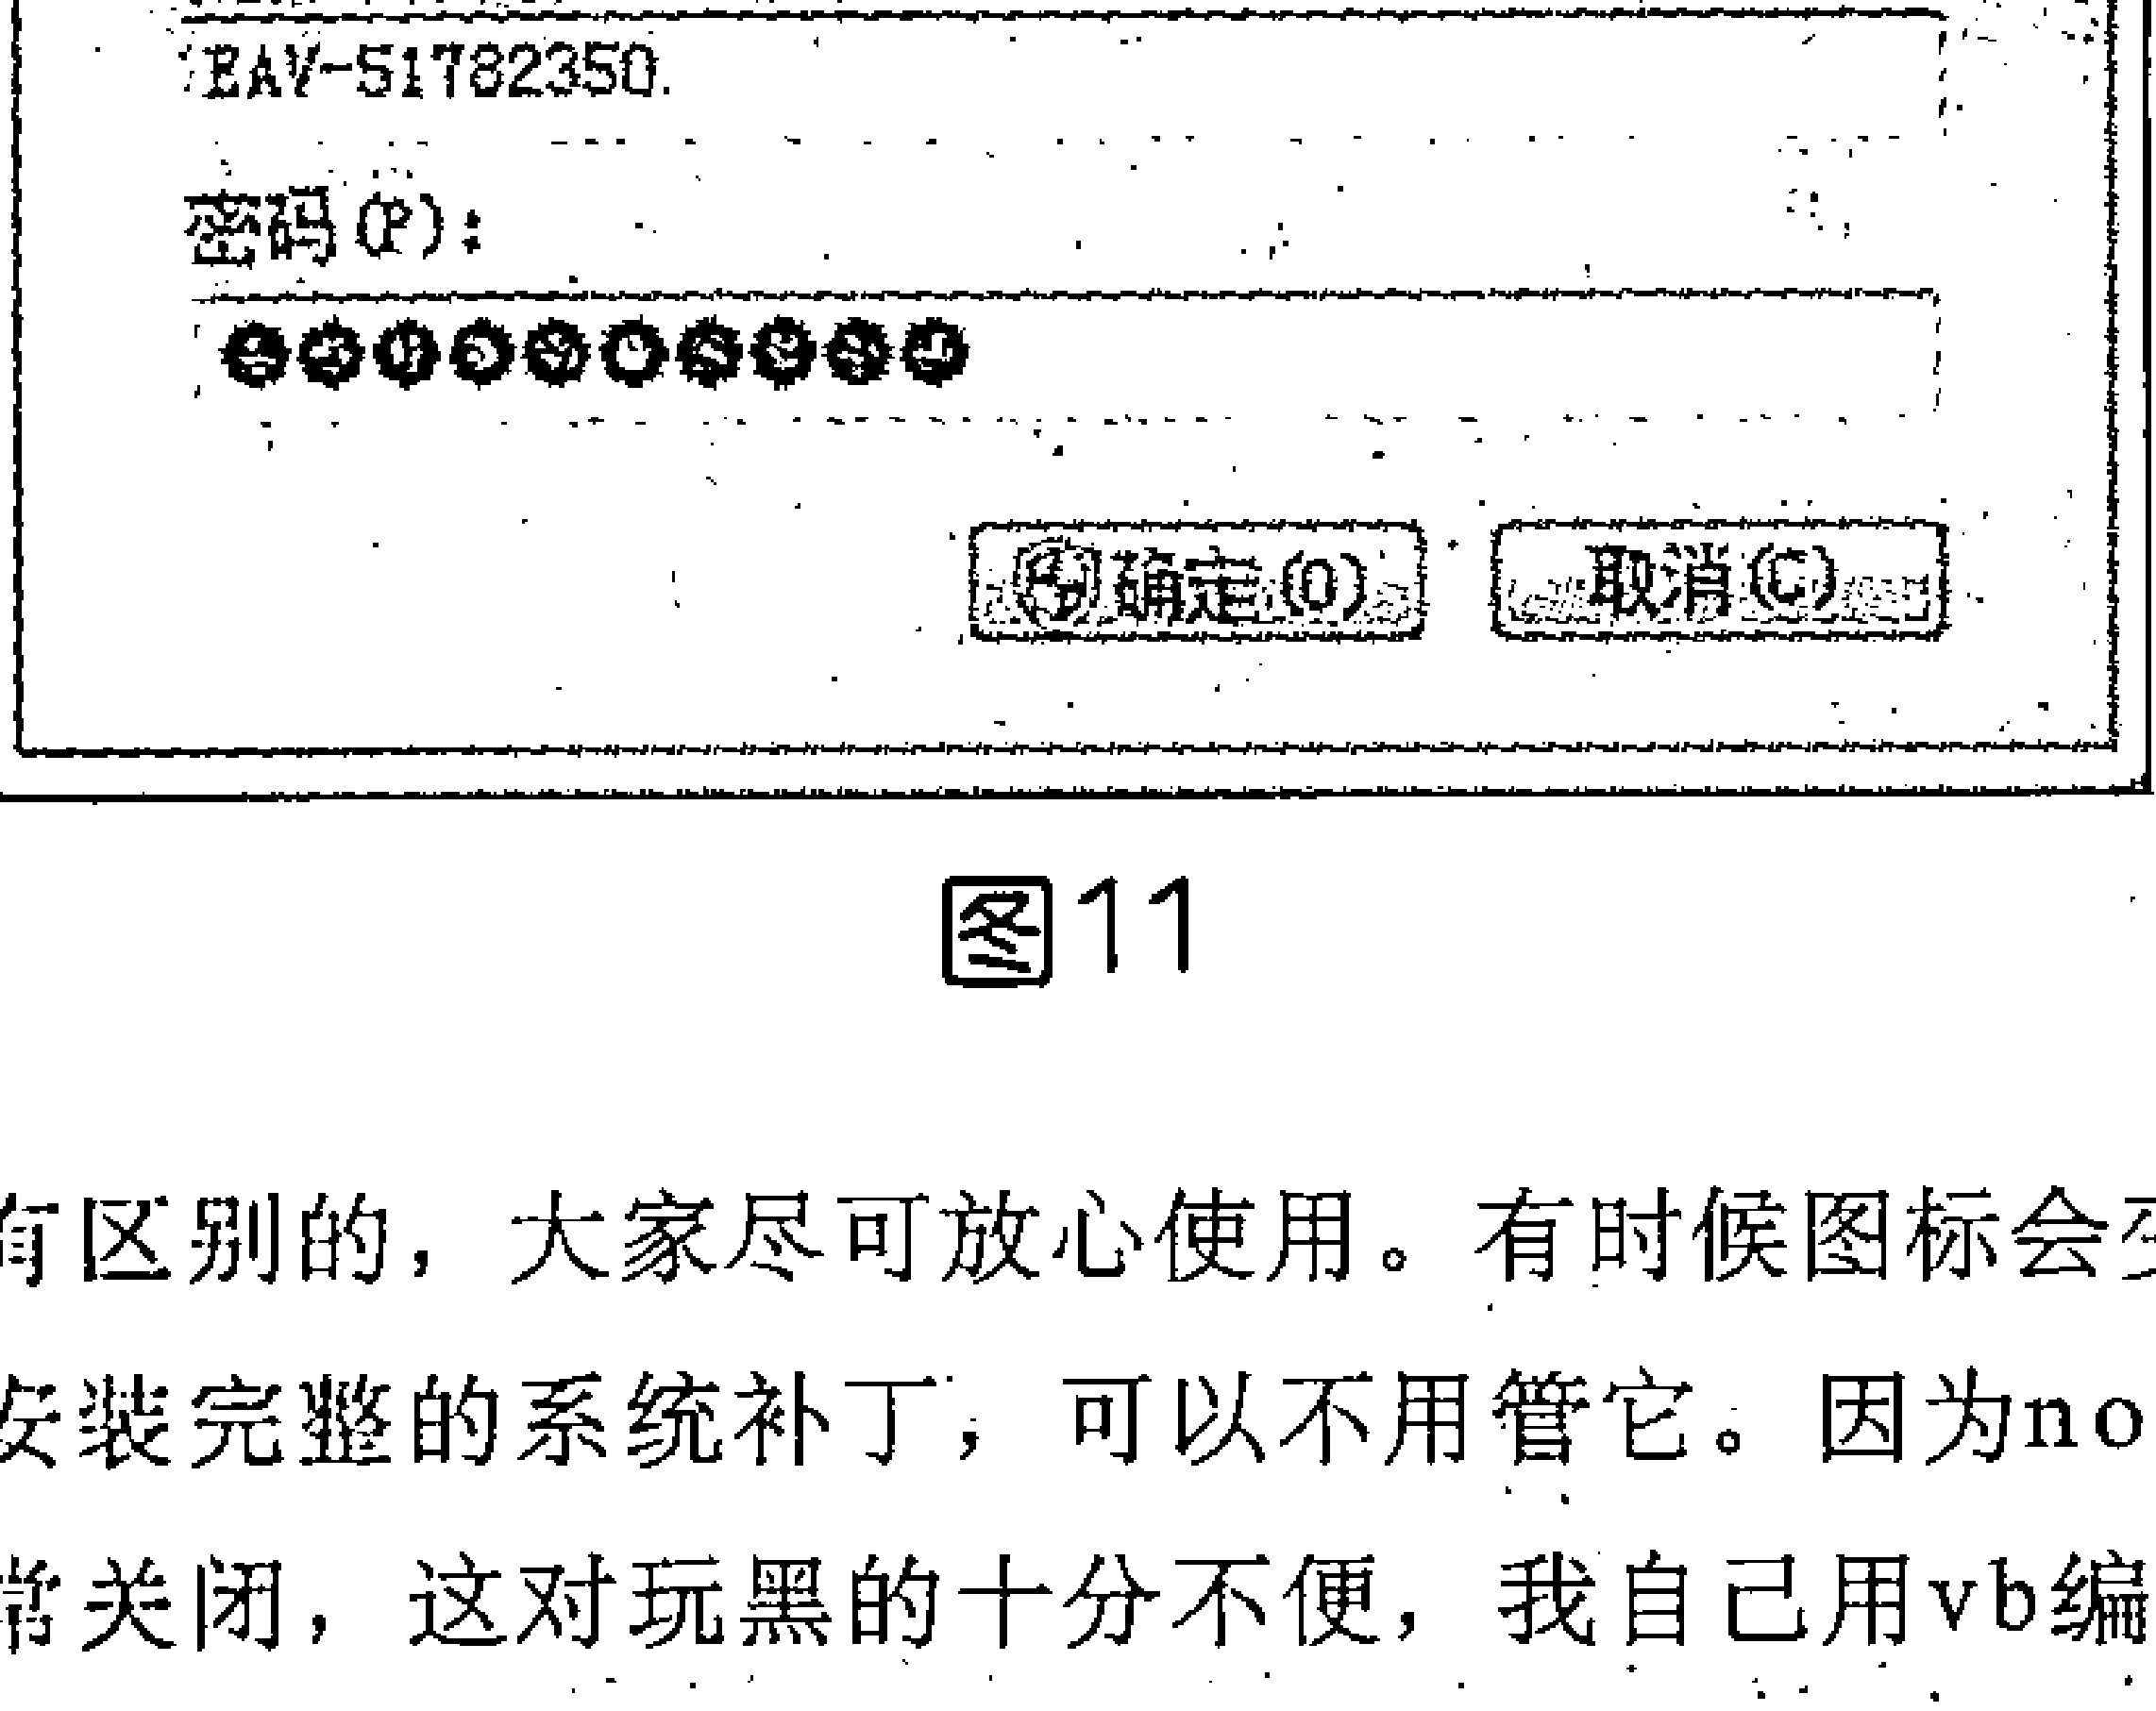 EAV-51782350
密码(P):
●●●●●●●●●●
确定(O) 取消(C)
图11
有区别的，大家尽可放心使用。有时候图标会变
安装完整的系统补丁，可以不用管它。因为no
常关闭，这对玩黑的十分不便，我自己用vb编